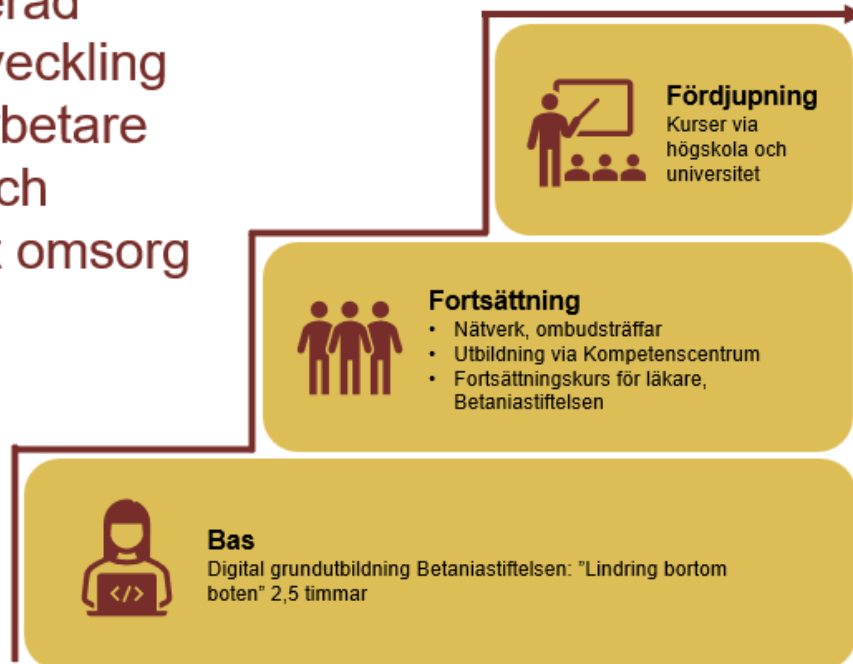 erad
veckling
betare
ch
t omsorg
Fördjupning
Kurser via
högskola och
universitet
Fortsättning
• Nätverk, ombudsträffar
• Utbildning via Kompetenscentrum
• Fortsättningskurs för läkare,
Betaniastiftelsen
Bas
Digital grundutbildning Betaniastiftelsen: ”Lindring bortom
boten” 2,5 timmar
</>